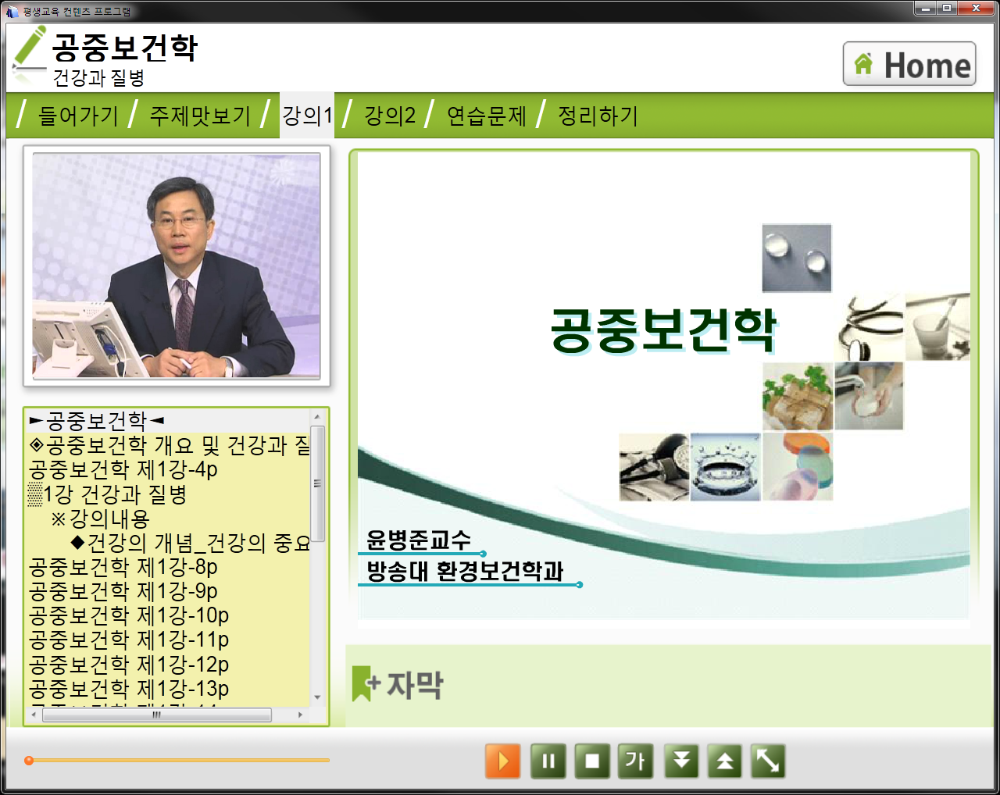 평생교육 컨텐츠 프로그램
공중보건학
건강과 질병
Home
/ 들어가기 / 주제맛보기 / 강의1 / 강의2 / 연습문제 / 정리하기
►공중보건학◄
◈공중보건학 개요 및 건강과 질
공중보건학 제1강-4p
▒1강 건강과 질병
※강의내용
◆건강의 개념_건강의 중요
공중보건학 제1강-8p
공중보건학 제1강-9p
공중보건학 제1강-10p
공중보건학 제1강-11p
공중보건학 제1강-12p
공중보건학 제1강-13p
공중보건학
윤병준교수
방송대 환경보건학과
자막
가